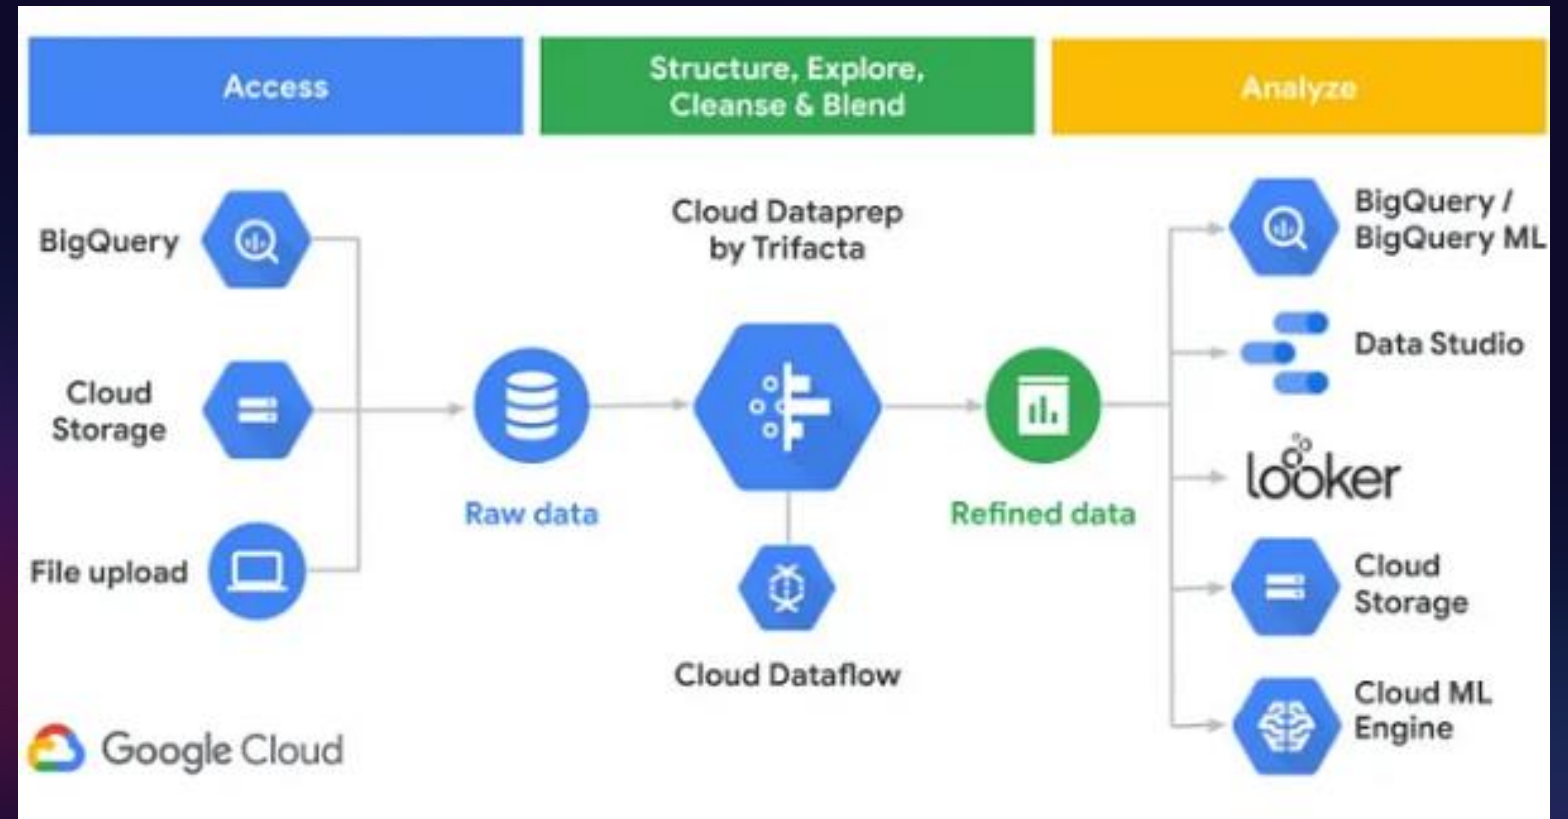 Access
Structure, Explore,
Cleanse & Blend
Analyze
BigQuery
Cloud
Storage
File upload
Raw data
Cloud Dataprep
by Trifacta
Cloud Dataflow
Refined data
BigQuery /
BigQuery ML
Data Studio
looker
Cloud
Storage
Cloud ML
Engine
Google Cloud